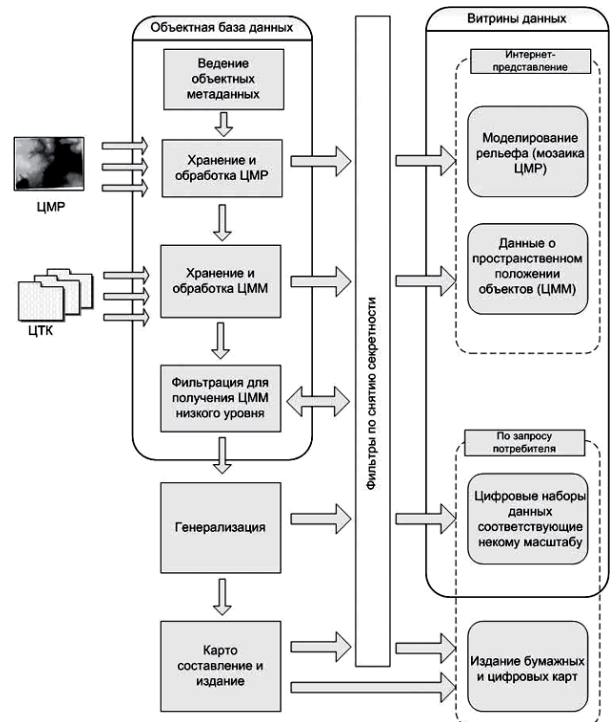 Объектная база данных
Ведение
объектных
метаданных
ЦМР
Хранение и
обработка ЦМР
ЦТК
Хранение и
обработка ЦММ
Фильтрация для
получения ЦММ
низкого уровня
Генерализация
Карто
составление и
издание
Фильтры по снятию секретности
Витрины данных
Интернет-
представление
Моделирование
рельефа (мозаика
ЦМР)
Данные о
пространственном
положении
объектов (ЦММ)
По запросу
потребителя
Цифровые наборы
данных
соответствующие
некому масштабу
Издание бумажных
и цифровых карт